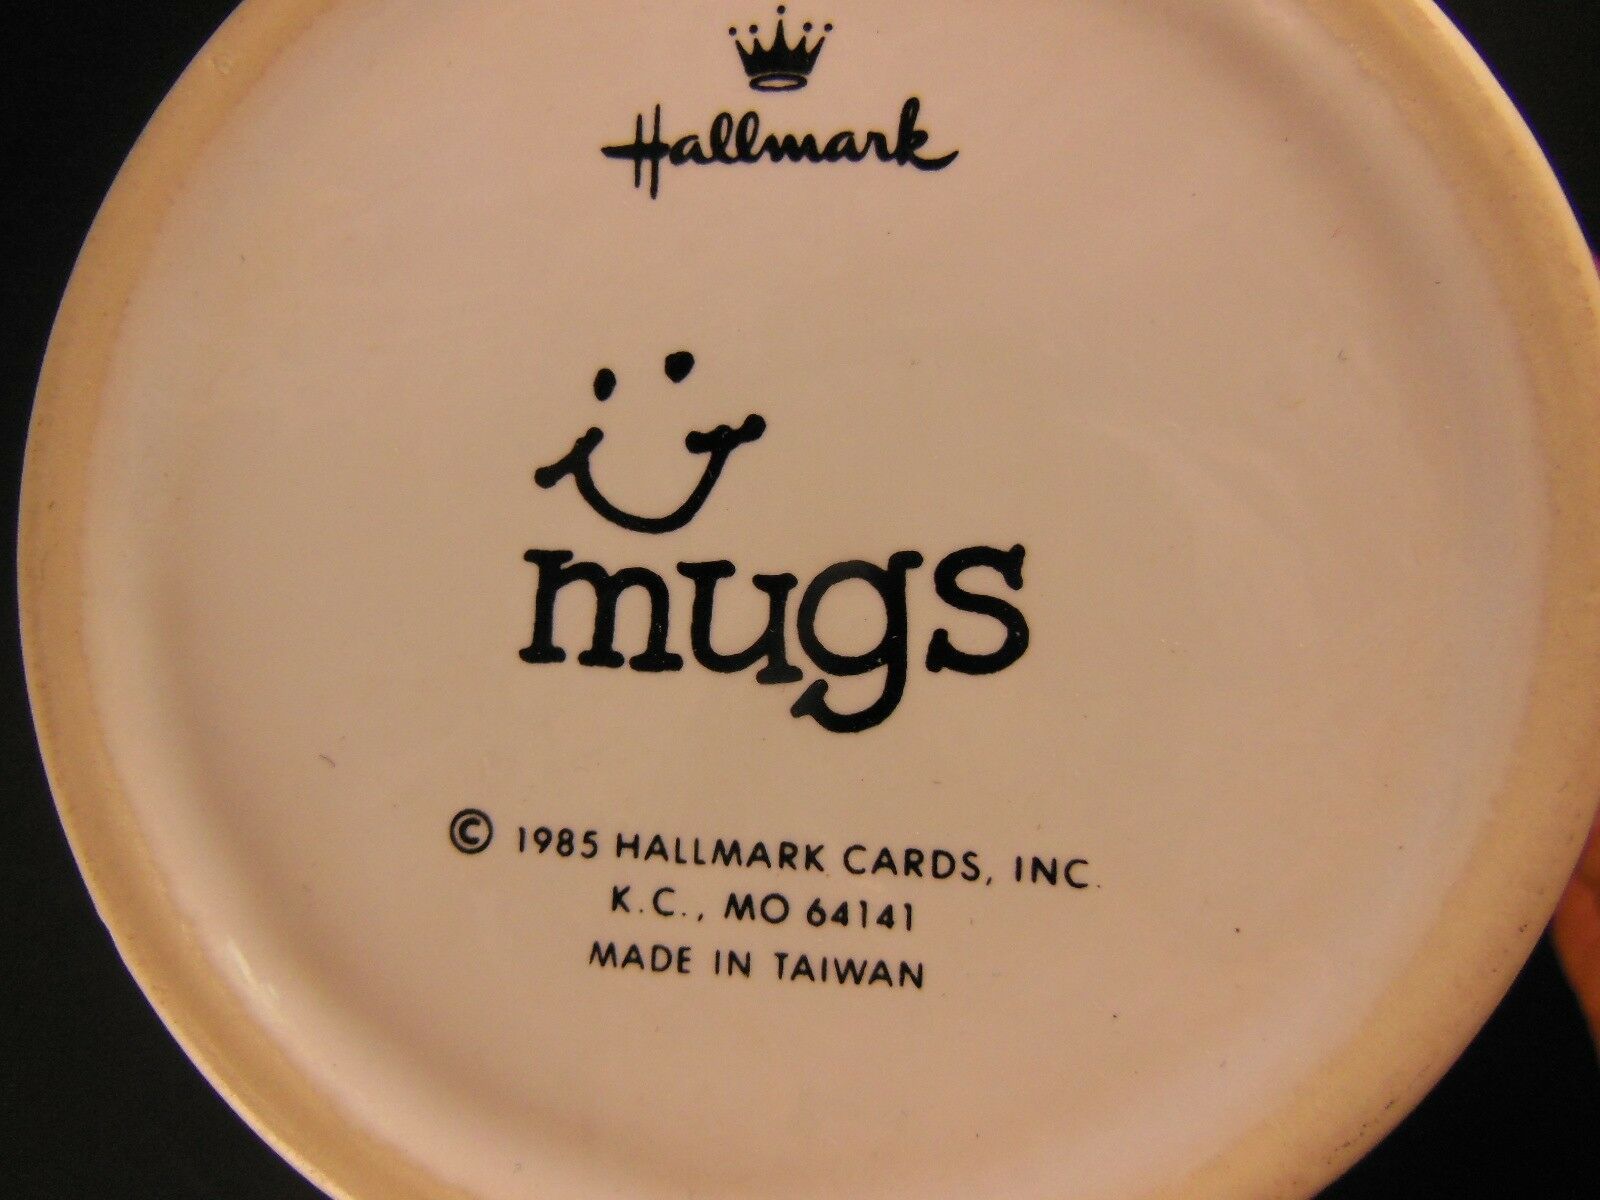 Hallmark
mugs
© 1985 HALLMARK CARDS, INC.
K.C., MO 64141
MADE IN TAIWAN